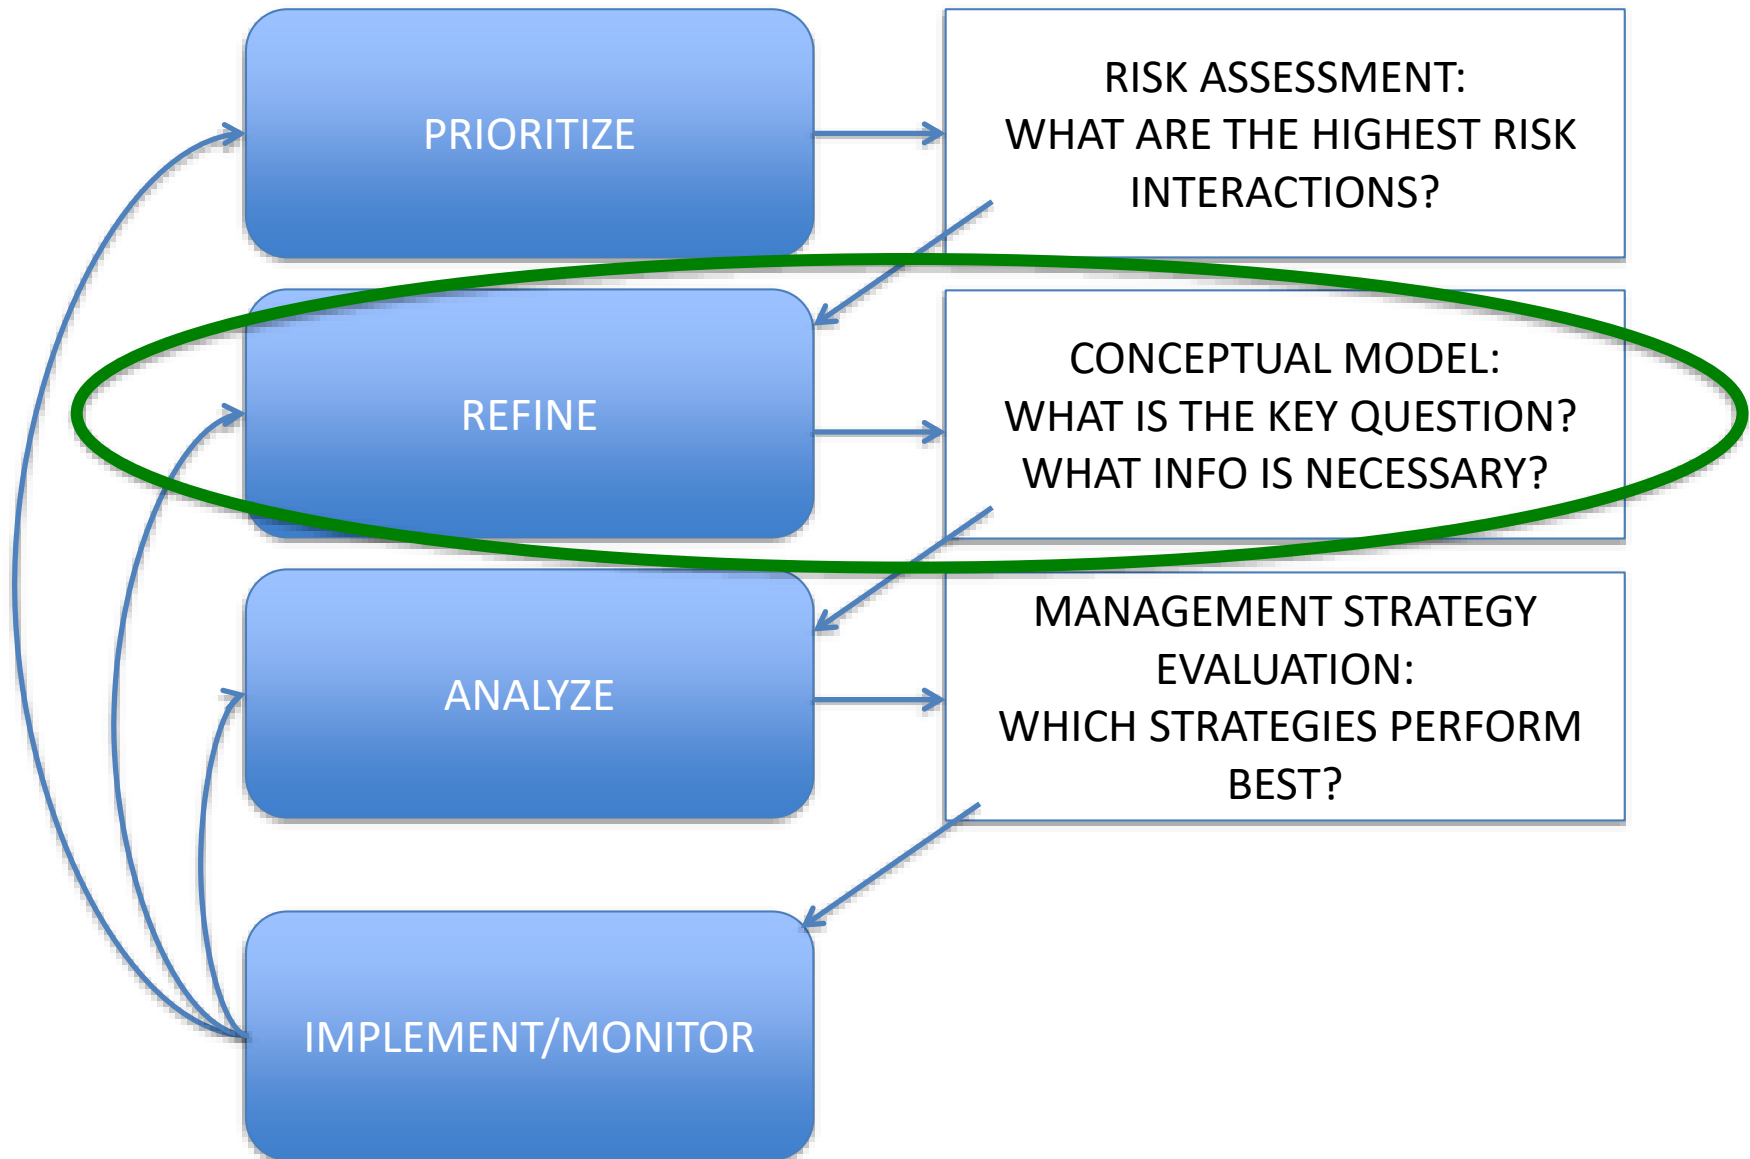 PRIORITIZE
RISK ASSESSMENT:
WHAT ARE THE HIGHEST RISK
INTERACTIONS?
REFINE
CONCEPTUAL MODEL:
WHAT IS THE KEY QUESTION?
WHAT INFO IS NECESSARY?
ANALYZE
MANAGEMENT STRATEGY
EVALUATION:
WHICH STRATEGIES PERFORM
BEST?
IMPLEMENT/MONITOR